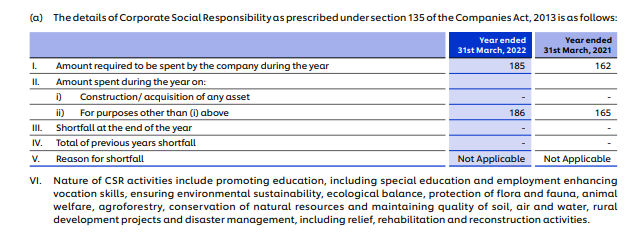 (a) The details of Corporate Social Responsibility as prescribed under section 135 of the Companies Act, 2013 is as follows:
Year ended Year ended
31st March, 2022 31st March, 2021
I. Amount required to be spent by the company during the year 185 162
II. Amount spent during the year on:
i) Construction/ acquisition of any asset - -
ii) For purposes other than (i) above 186 165
III. Shortfall at the end of the year - -
IV. Total of previous years shortfall - -
V. Reason for shortfall Not Applicable Not Applicable
VI. Nature of CSR activities include promoting education, including special education and employment enhancing
vocation skills, ensuring environmental sustainability, ecological balance, protection of flora and fauna, animal
welfare, agroforestry, conservation of natural resources and maintaining quality of soil, air and water, rural
development projects and disaster management, including relief, rehabilitation and reconstruction activities.